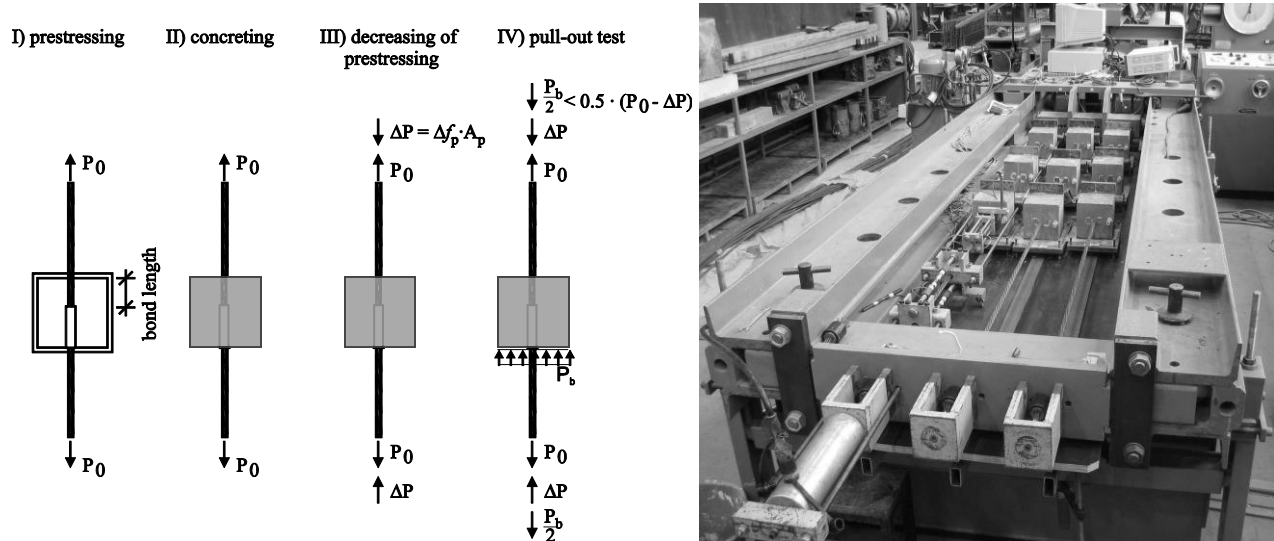 I) prestressing
II) concreting
III) decreasing of
prestressing
IV) pull-out test
P0
P0
bond length
P0
P0
ΔP = Δfp·Ap
P0
P0
ΔP
Pb/2 < 0.5 · (P0 - ΔP)
ΔP
P0
Pb
P0
ΔP
Pb/2